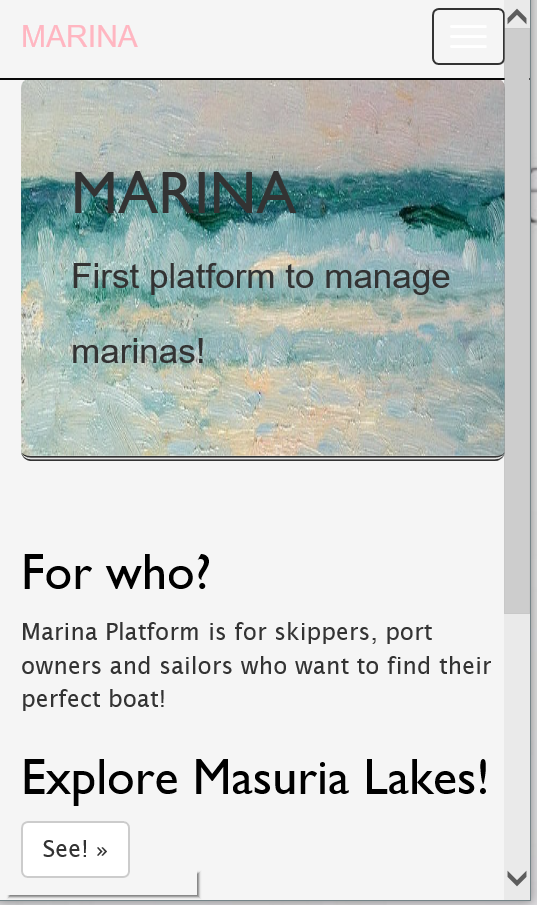 MARINA
MARINA
First platform to manage
marinas!
For who?
Marina Platform is for skippers, port
owners and sailors who want to find their
perfect boat!
Explore Masuria Lakes!
See! »